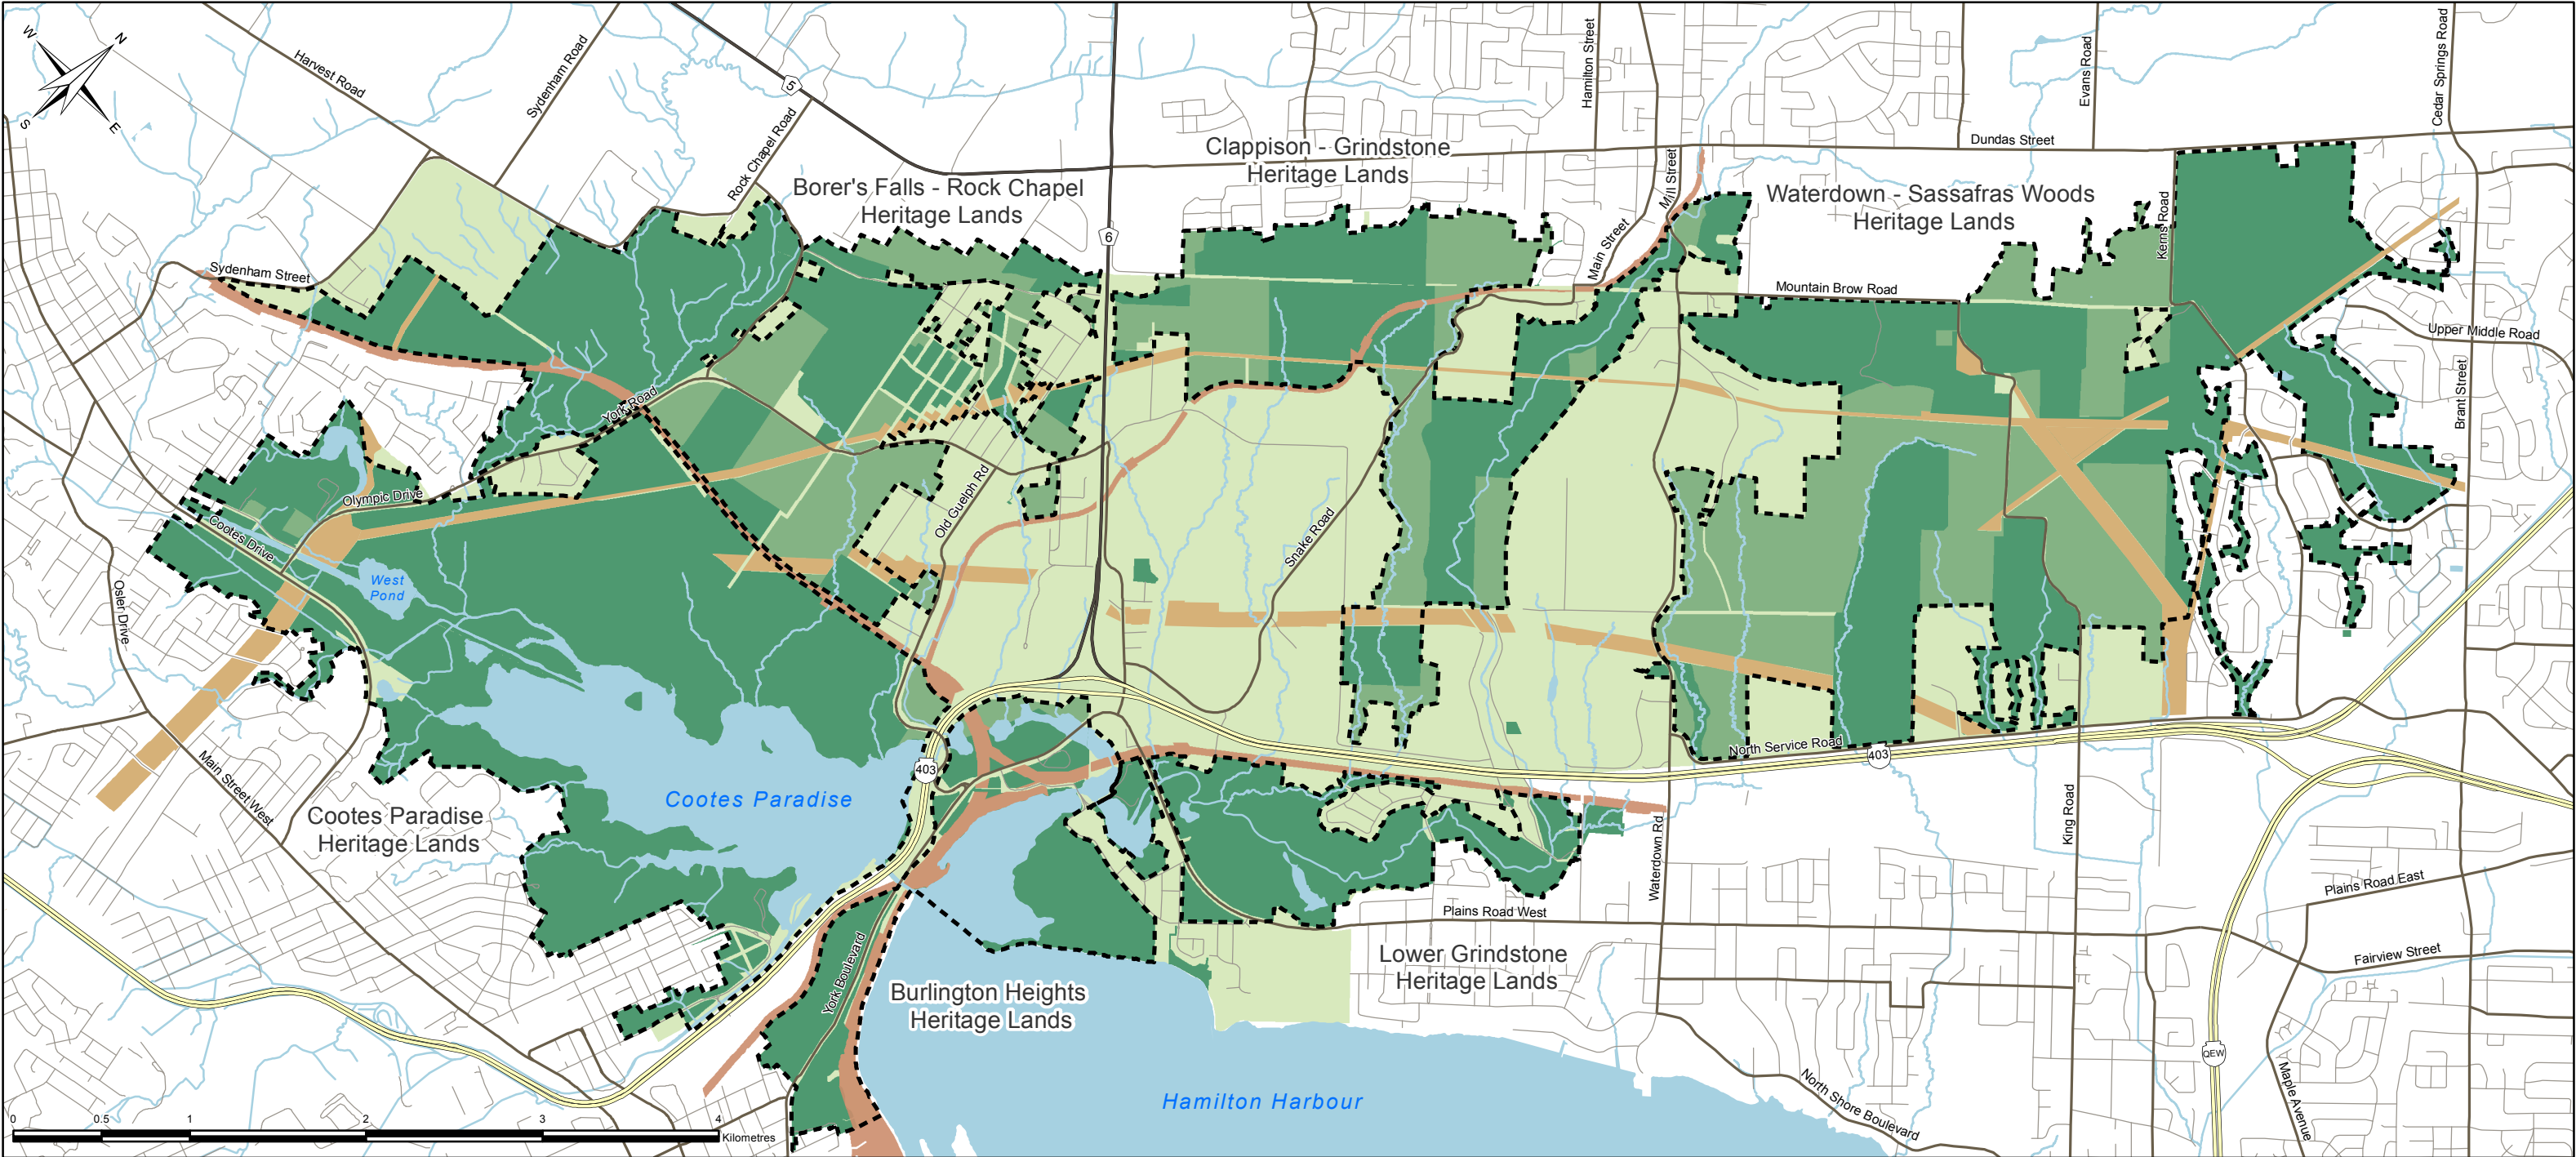 W
N
S
E
Harvest Road
Sydenham Road
5
Rock Chapel Road
Hamilton Street
Evans Road
Cedar Springs Road
Dundas Street
Clappison - Grindstone
Heritage Lands
Borer's Falls - Rock Chapel
Heritage Lands
Mill Street
Waterdown - Sassafras Woods
Heritage Lands
Kerns Road
6
Main Street
Sydenham Street
Mountain Brow Road
Upper Middle Road
Brant Street
York Road
Olympic Drive
Cootes Drive
Old Guelph Rd
Snake Road
West
Pond
Osler Drive
Main Street West
Cootes Paradise
Heritage Lands
Cootes Paradise
403
North Service Road
403
King Road
Waterdown Rd
Plains Road East
Plains Road West
Fairview Street
York Boulevard
Lower Grindstone
Heritage Lands
Burlington Heights
Heritage Lands
QEW
Maple Avenue
North Shore Boulevard
Hamilton Harbour
0 0.5 1 2 3 4
Kilometres